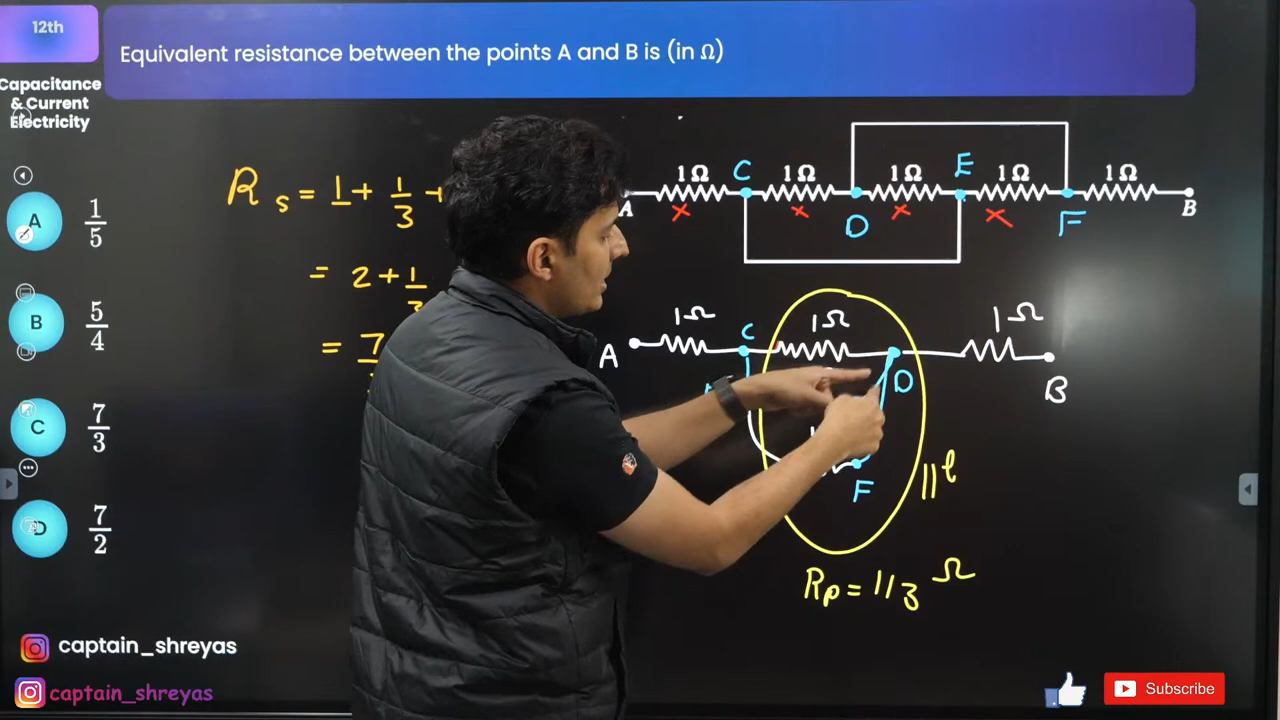 12th
Equivalent resistance between the points A and B is (in Ω)
Capacitance
& Current
Electricity
A 1/5
B 5/4
C 7/3
D 7/2
R s = 1 + 1/3 +
= 2 + 1/3
= 7
1Ω C 1Ω 1Ω E 1Ω 1Ω
A × × D × × F B
1Ω C 1Ω 1Ω
A D B
F ||l
Rp = 1/3 Ω
captain_shreyas
captain_shreyas
Subscribe